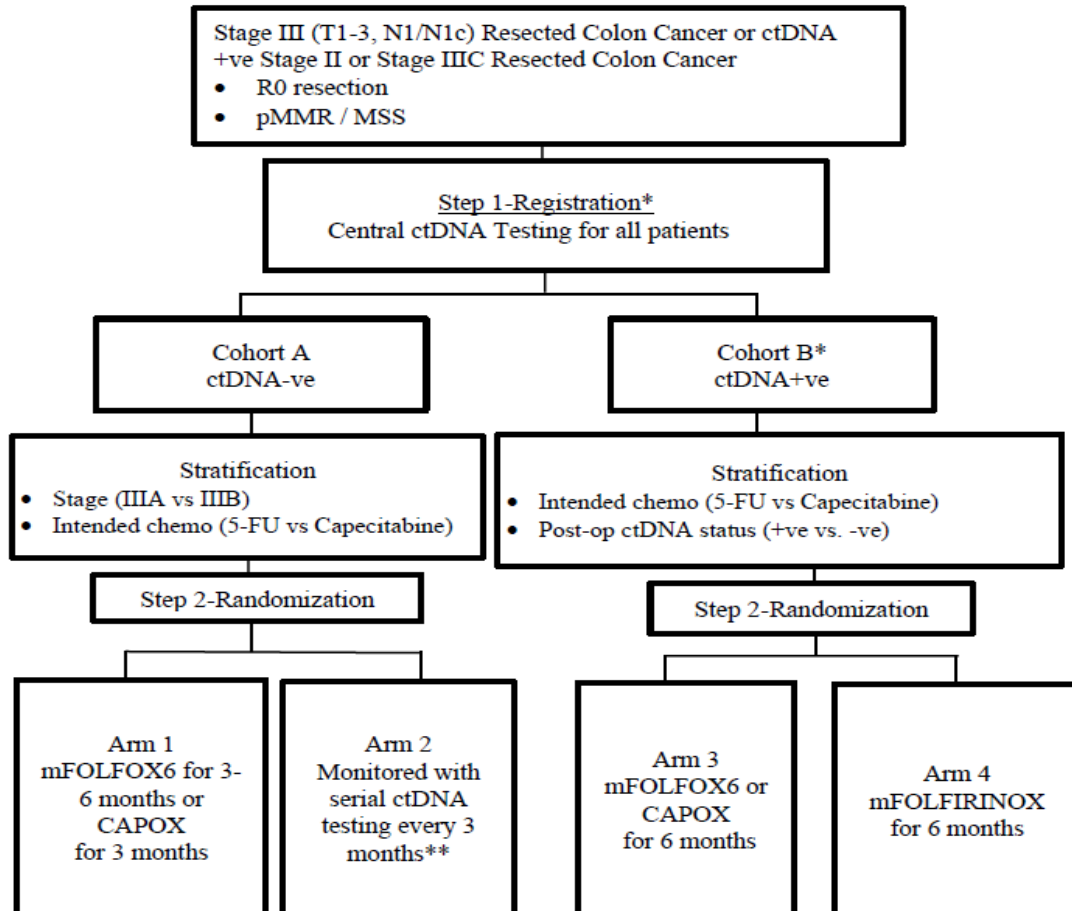 Stage III (T1-3, N1/N1c) Resected Colon Cancer or ctDNA
+ve Stage II or Stage IIIC Resected Colon Cancer
• R0 resection
• pMMR / MSS
Step 1-Registration*
Central ctDNA Testing for all patients
Cohort A
ctDNA-ve
Cohort B*
ctDNA+ve
Stratification
• Stage (IIIA vs IIIB)
• Intended chemo (5-FU vs Capecitabine)
Stratification
• Intended chemo (5-FU vs Capecitabine)
• Post-op ctDNA status (+ve vs. -ve)
Step 2-Randomization
Step 2-Randomization
Arm 1
mFOLFOX6 for 3-
6 months or
CAPOX
for 3 months
Arm 2
Monitored with
serial ctDNA
testing every 3
months**
Arm 3
mFOLFOX6 or
CAPOX
for 6 months
Arm 4
mFOLFIRINOX
for 6 months